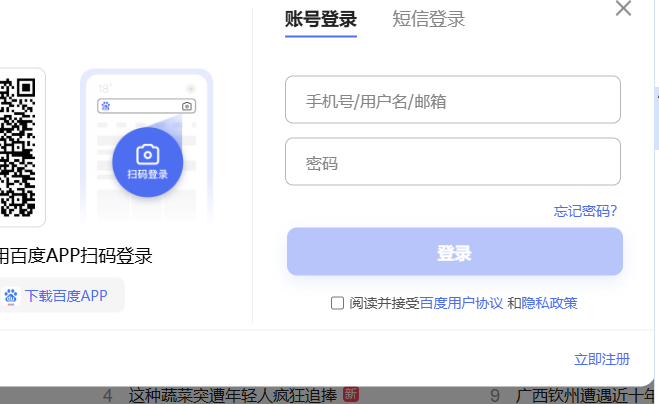 账号登录 短信登录
18°
手机号/用户名/邮箱
密码
扫码登录
忘记密码？
登录
用百度APP扫码登录
下载百度APP
阅读并接受百度用户协议 和隐私政策
立即注册
4 这种蔬菜突遭年轻人疯狂追捧 新
9 广西钦州遭遇近十年